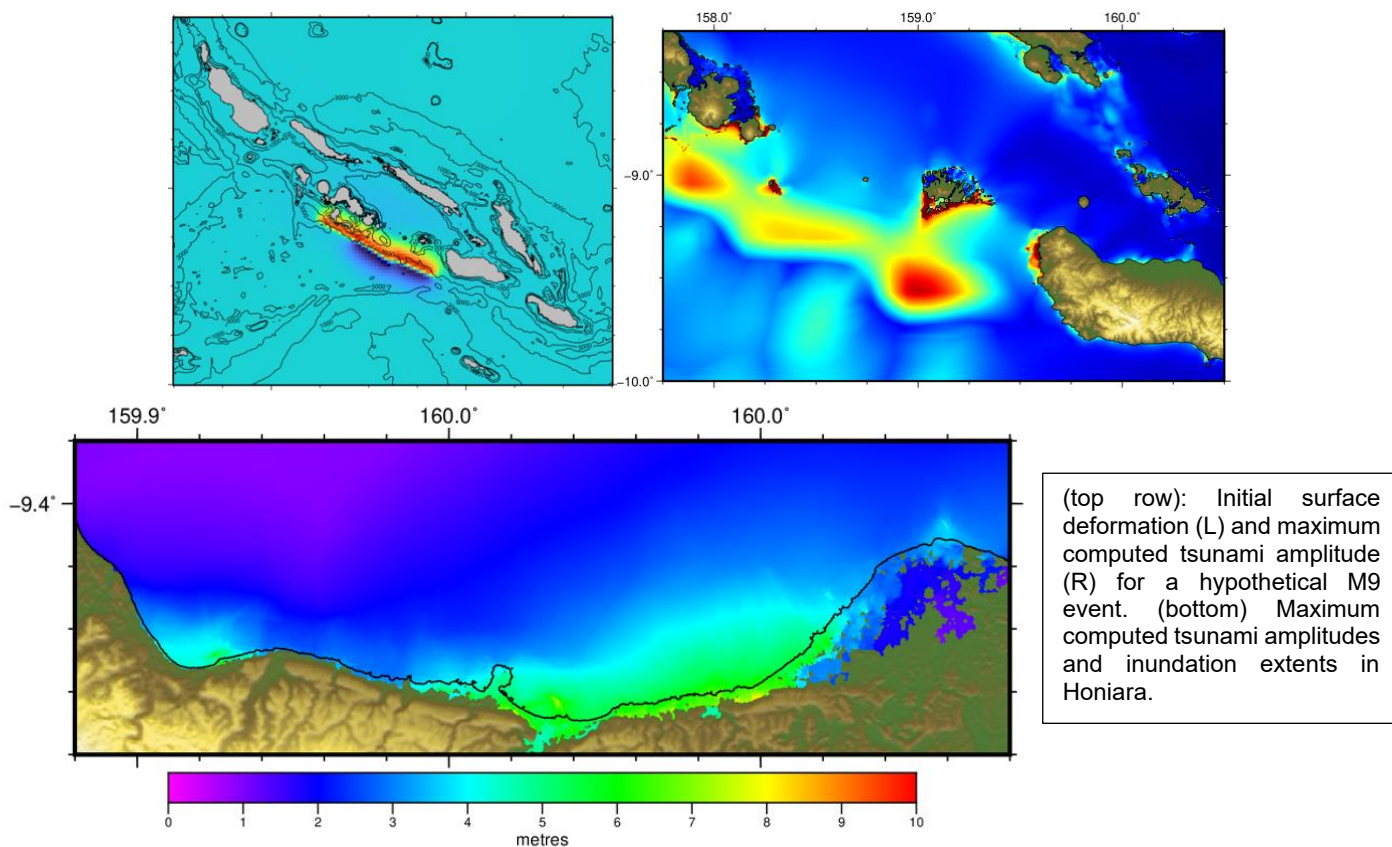 158.0˚ 159.0˚ 160.0˚
-9.0˚
-10.0˚
159.9˚ 160.0˚ 160.0˚
-9.4˚
(top row): Initial surface
deformation (L) and maximum
computed tsunami amplitude
(R) for a hypothetical M9
event. (bottom) Maximum
computed tsunami amplitudes
and inundation extents in
Honiara.
0 1 2 3 4 5 6 7 8 9 10
metres